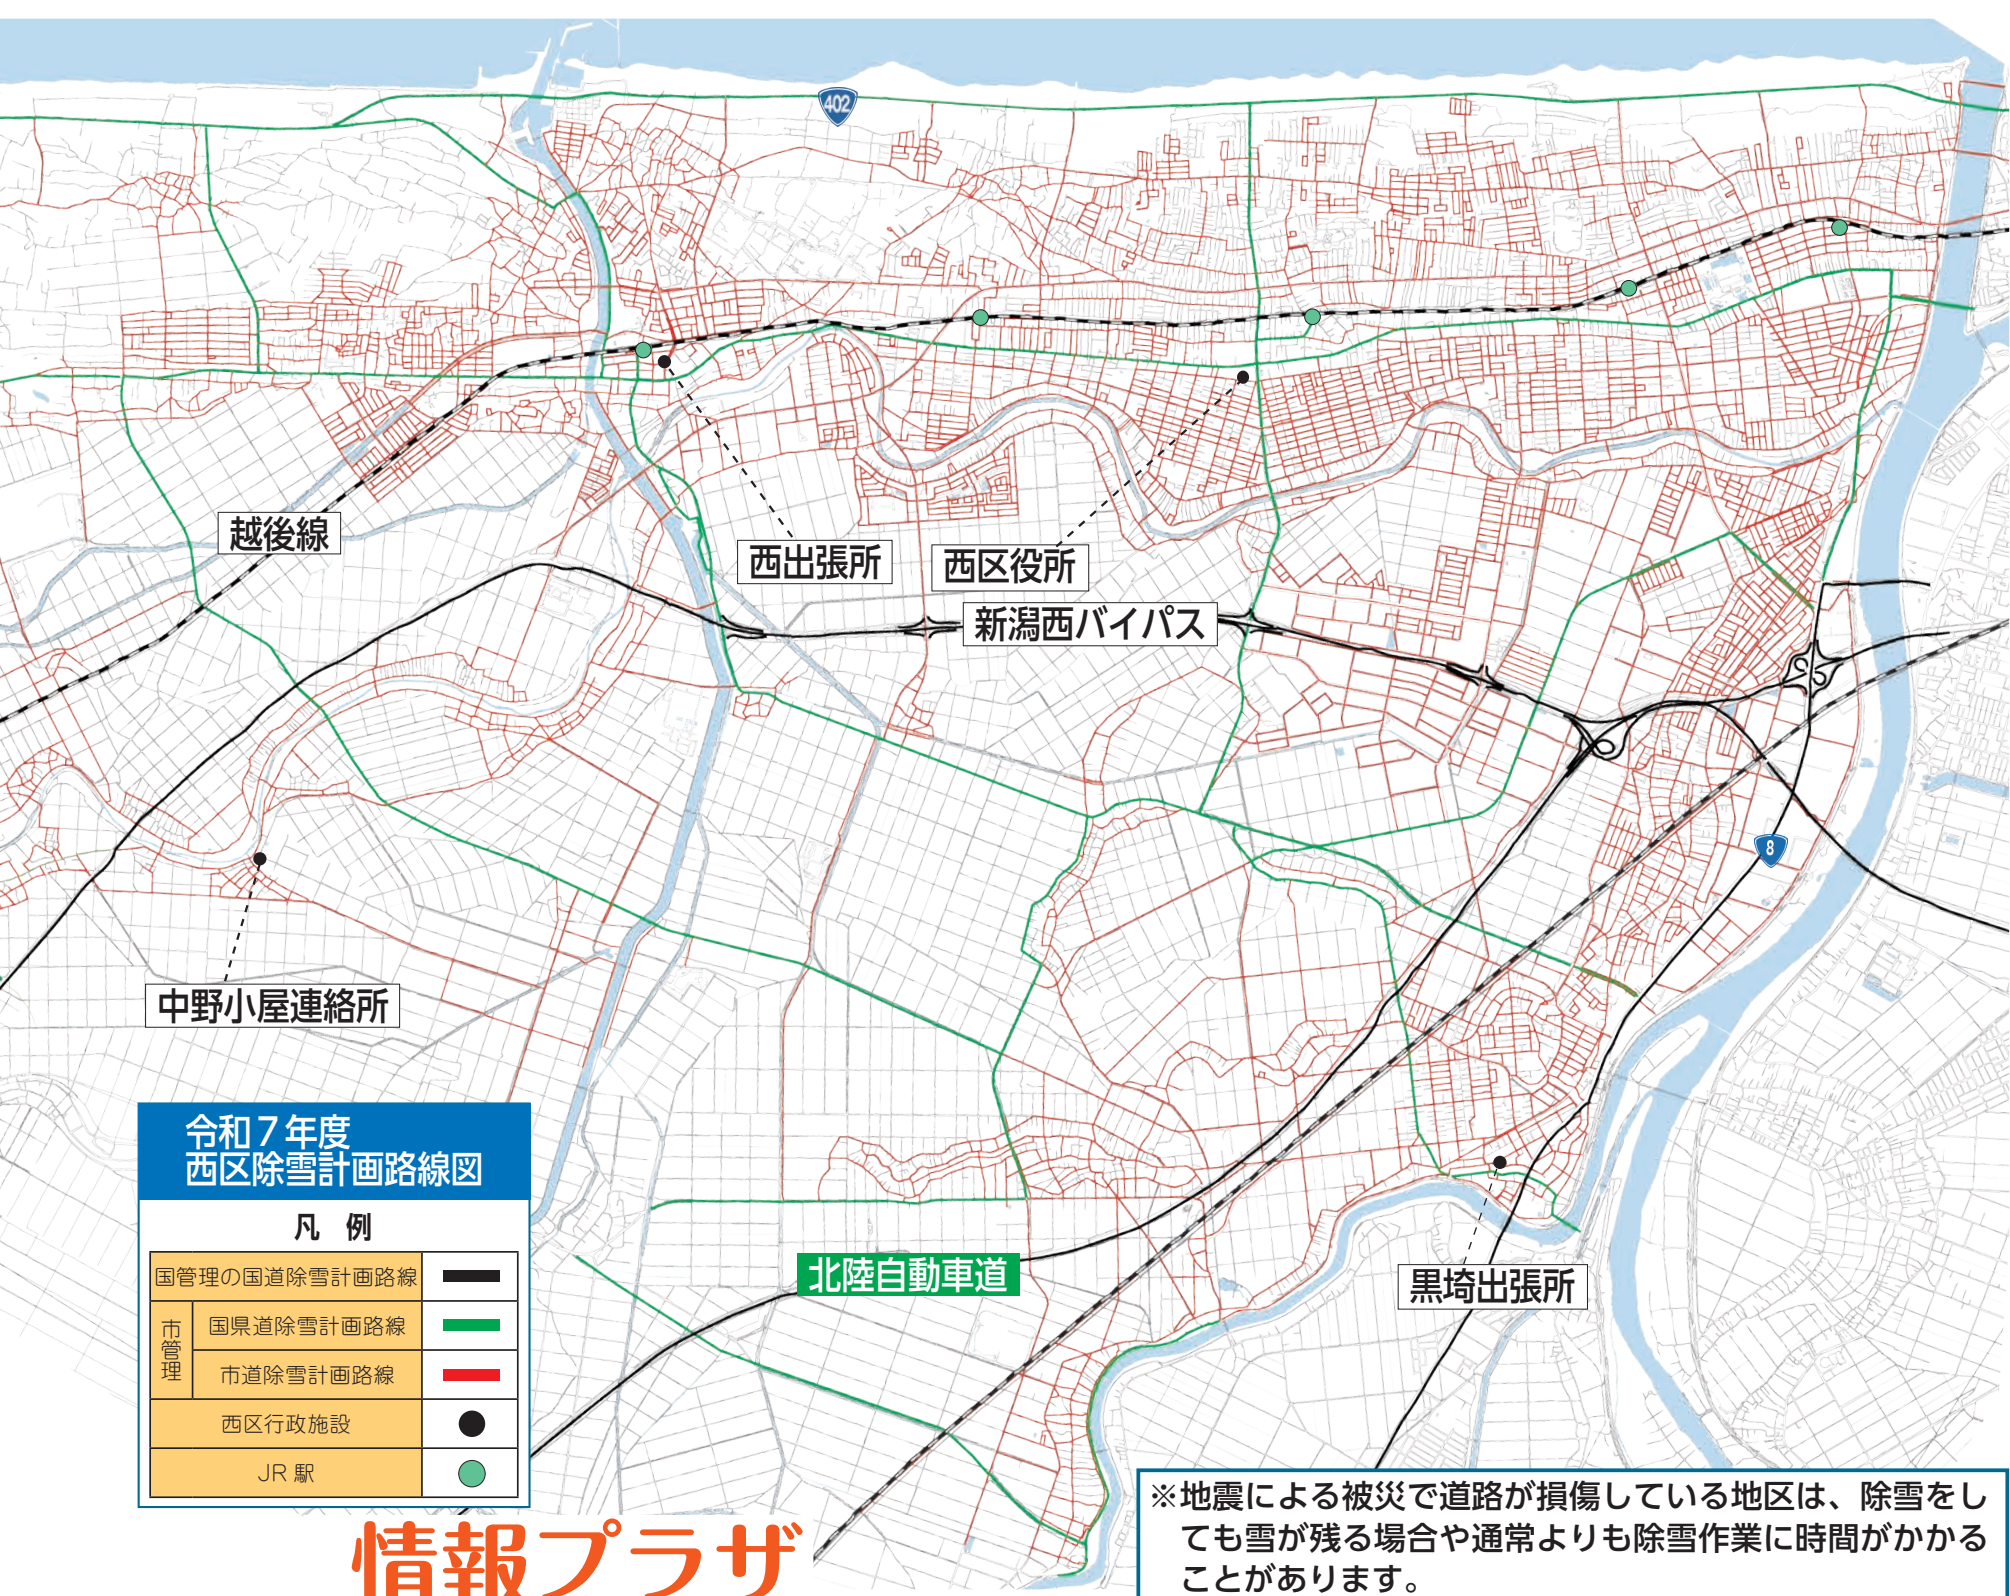 402
越後線
西出張所
西区役所
新潟西バイパス
8
中野小屋連絡所
北陸自動車道
黒埼出張所
令和7年度
西区除雪計画路線図
凡 例
国管理の国道除雪計画路線
市管理
国県道除雪計画路線
市道除雪計画路線
西区行政施設
JR 駅
※地震による被災で道路が損傷している地区は、除雪をし
ても雪が残る場合や通常よりも除雪作業に時間がかかる
ことがあります。
情報プラザ